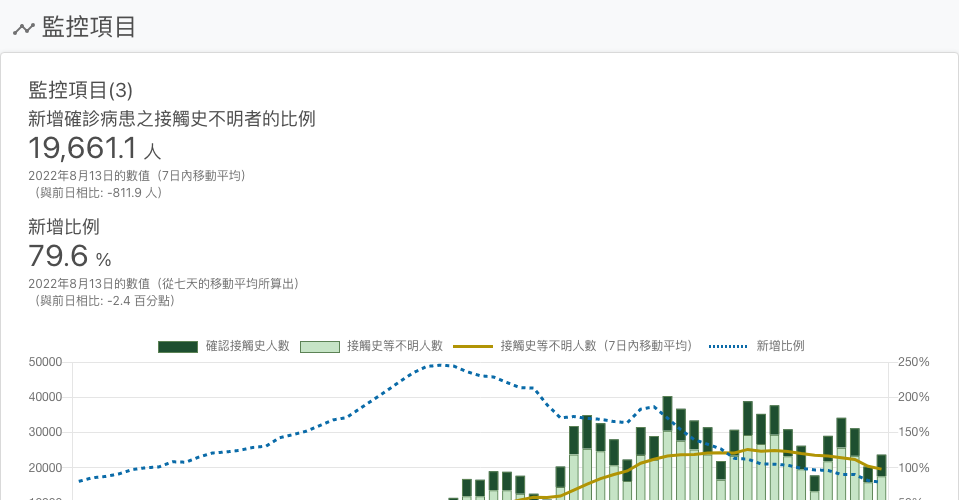 監控項目
監控項目(3)
新增確診病患之接觸史不明者的比例
19,661.1 人
2022年8月13日的數值（7日內移動平均）
（與前日相比: -811.9 人）
新增比例
79.6 %
2022年8月13日的數值（從七天的移動平均所算出）
（與前日相比: -2.4 百分點）
確認接觸史人數 接觸史等不明人數 接觸史等不明人數（7日內移動平均） 新增比例
50000 250%
40000 200%
30000 150%
20000 100%